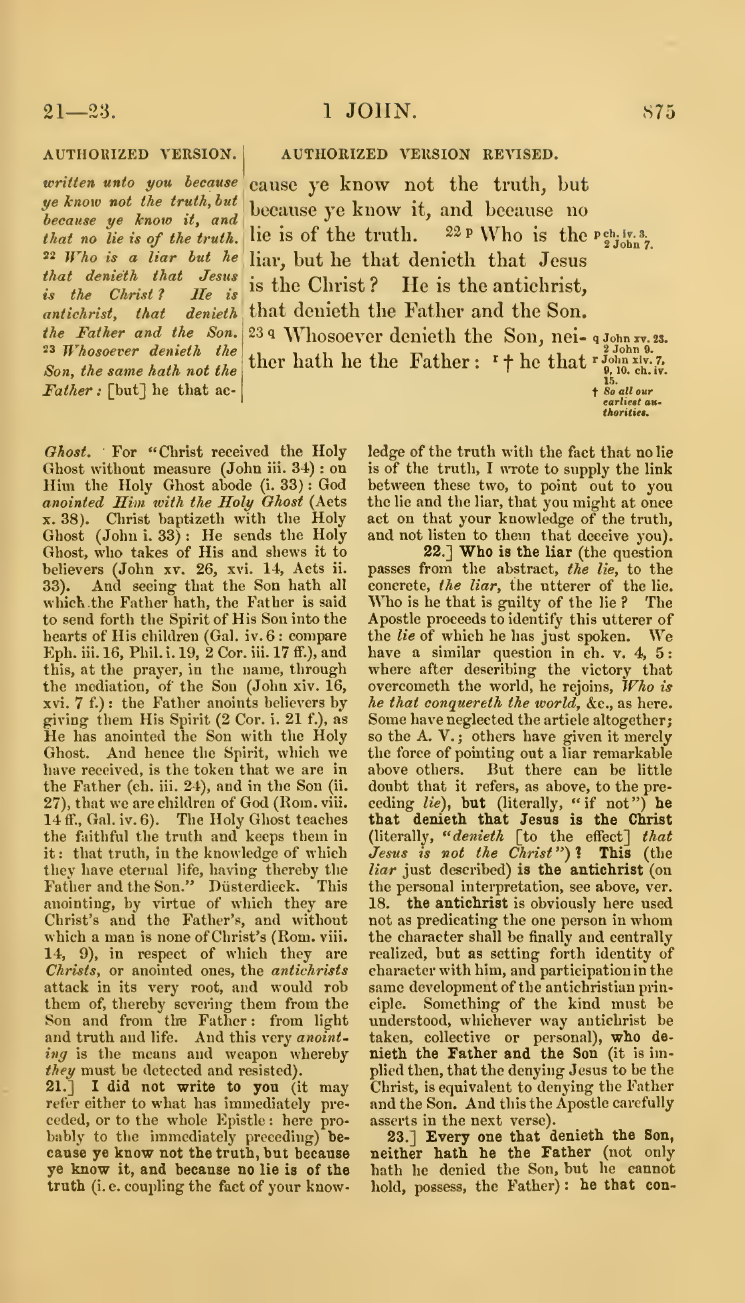 21—23.
1 JOHN.
875
AUTHORIZED VERSION.
written unto you because
ye know not the truth, but
because ye know it, and
that no lie is of the truth.
22 Who is a liar but he
that denieth that Jesus
is the Christ? He is
antichrist, that denieth
the Father and the Son.
23 Whosoever denieth the
Son, the same hath not the
Father: [but] he that ac-
AUTHORIZED VERSION REVISED.
cause ye know not the truth, but
because ye know it, and because no
lie is of the truth. 22 p Who is the
liar, but he that denieth that Jesus
is the Christ? He is the antichrist,
that denieth the Father and the Son.
23 q Whosoever denieth the Son, nei-
ther hath he the Father: r † he that
p ch. iv. 3.
2 John 7.
q John xv. 23.
2 John 9.
r John xiv. 7,
9, 10. ch. iv.
15.
† So all our
earliest au-
thorities.
Ghost. For “Christ received the Holy
Ghost without measure (John iii. 34): on
Him the Holy Ghost abode (i. 33): God
anointed Him with the Holy Ghost (Acts
x. 38). Christ baptizeth with the Holy
Ghost (John i. 33): He sends the Holy
Ghost, who takes of His and shews it to
believers (John xv. 26, xvi. 14, Acts ii.
33). And seeing that the Son hath all
which the Father hath, the Father is said
to send forth the Spirit of His Son into the
hearts of His children (Gal. iv. 6: compare
Eph. iii. 16, Phil. i. 19, 2 Cor. iii. 17 ff.), and
this, at the prayer, in the name, through
the mediation, of the Son (John xiv. 16,
xvi. 7 f.): the Father anoints believers by
giving them His Spirit (2 Cor. i. 21 f.), as
He has anointed the Son with the Holy
Ghost. And hence the Spirit, which we
have received, is the token that we are in
the Father (ch. iii. 24), and in the Son (ii.
27), that we are children of God (Rom. viii.
14 ff., Gal. iv. 6). The Holy Ghost teaches
the faithful the truth and keeps them in
it: that truth, in the knowledge of which
they have eternal life, having thereby the
Father and the Son.” Düsterdieck. This
anointing, by virtue of which they are
Christ's and the Father's, and without
which a man is none of Christ's (Rom. viii.
14, 9), in respect of which they are
Christs, or anointed ones, the antichrists
attack in its very root, and would rob
them of, thereby severing them from the
Son and from the Father: from light
and truth and life. And this very anoint-
ing is the means and weapon whereby
they must be detected and resisted).
21.] I did not write to you (it may
refer either to what has immediately pre-
ceded, or to the whole Epistle: here pro-
bably to the immediately preceding) be-
cause ye know not the truth, but because
ye know it, and because no lie is of the
truth (i. e. coupling the fact of your know-
ledge of the truth with the fact that no lie
is of the truth, I wrote to supply the link
between these two, to point out to you
the lie and the liar, that you might at once
act on that your knowledge of the truth,
and not listen to them that deceive you).
22.] Who is the liar (the question
passes from the abstract, the lie, to the
concrete, the liar, the utterer of the lie.
Who is he that is guilty of the lie? The
Apostle proceeds to identify this utterer of
the lie of which he has just spoken. We
have a similar question in ch. v. 4, 5:
where after describing the victory that
overcometh the world, he rejoins, Who is
he that conquereth the world, &c., as here.
Some have neglected the article altogether;
so the A. V.; others have given it merely
the force of pointing out a liar remarkable
above others. But there can be little
doubt that it refers, as above, to the pre-
ceding lie), but (literally, “if not”) he
that denieth that Jesus is the Christ
(literally, “denieth [to the effect] that
Jesus is not the Christ”)? This (the
liar just described) is the antichrist (on
the personal interpretation, see above, ver.
18. the antichrist is obviously here used
not as predicating the one person in whom
the character shall be finally and centrally
realized, but as setting forth identity of
character with him, and participation in the
same development of the antichristian prin-
ciple. Something of the kind must be
understood, whichever way antichrist be
taken, collective or personal), who de-
nieth the Father and the Son (it is im-
plied then, that the denying Jesus to be the
Christ, is equivalent to denying the Father
and the Son. And this the Apostle carefully
asserts in the next verse).
23.] Every one that denieth the Son,
neither hath he the Father (not only
hath he denied the Son, but he cannot
hold, possess, the Father): he that con-